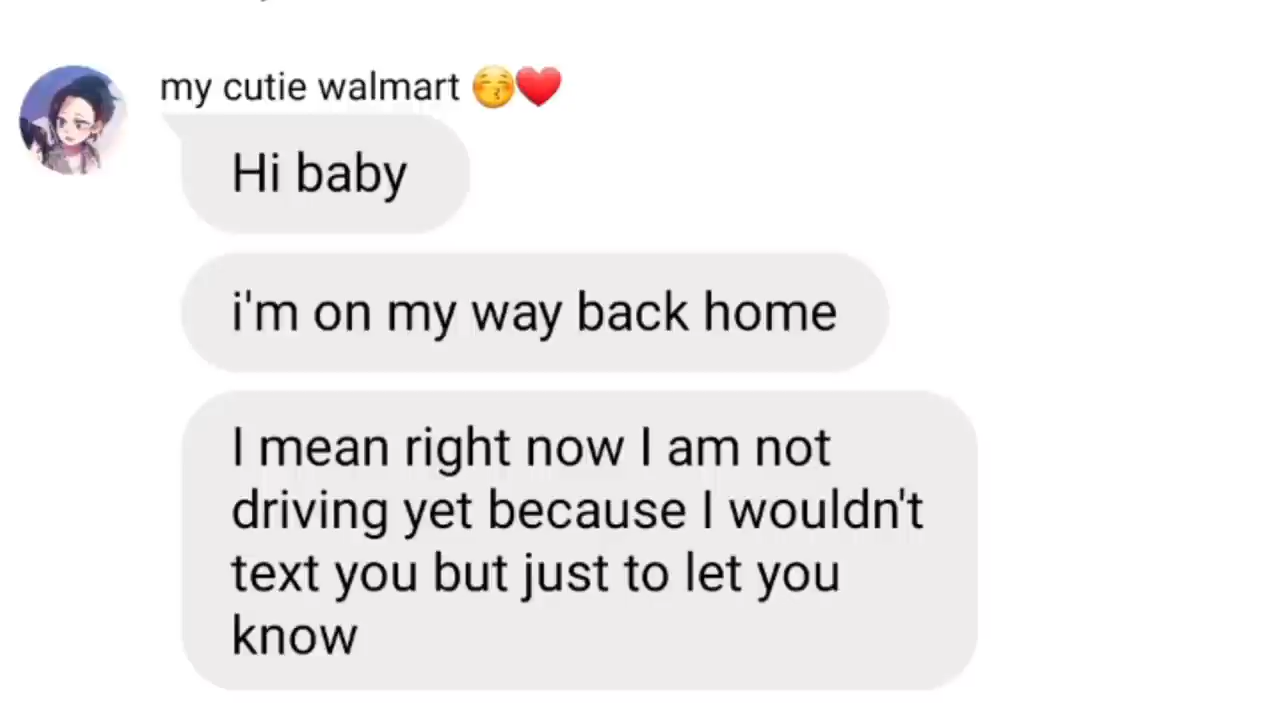 my cutie walmart 😚❤️
Hi baby
i'm on my way back home
I mean right now I am not
driving yet because I wouldn't
text you but just to let you
know